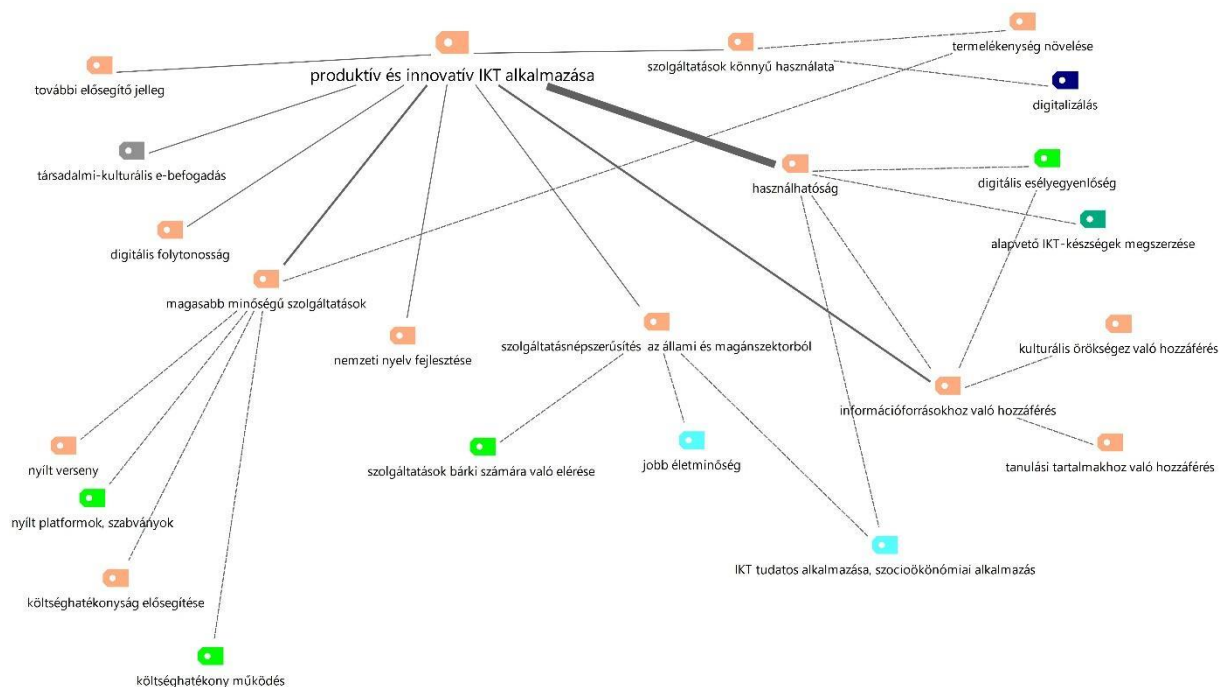 termelékenység növelése
szolgáltatások könnyű használata
produktív és innovatív IKT alkalmazása
további elősegítő jelleg
digitalizálás
társadalmi-kulturális e-befogadás
használhatóság
digitális esélyegyenlőség
digitális folytonosság
alapvető IKT-készségek megszerzése
magasabb minőségű szolgáltatások
nemzeti nyelv fejlesztése
szolgáltatásnépszerűsítés az állami és magánszektorból
kulturális örökségez való hozzáférés
információforrásokhoz való hozzáférés
nyílt verseny
szolgáltatások bárki számára való elérése
jobb életminőség
tanulási tartalmakhoz való hozzáférés
nyílt platformok, szabványok
IKT tudatos alkalmazása, szocioökönómiai alkalmazás
költséghatékonyság elősegítése
költséghatékony működés